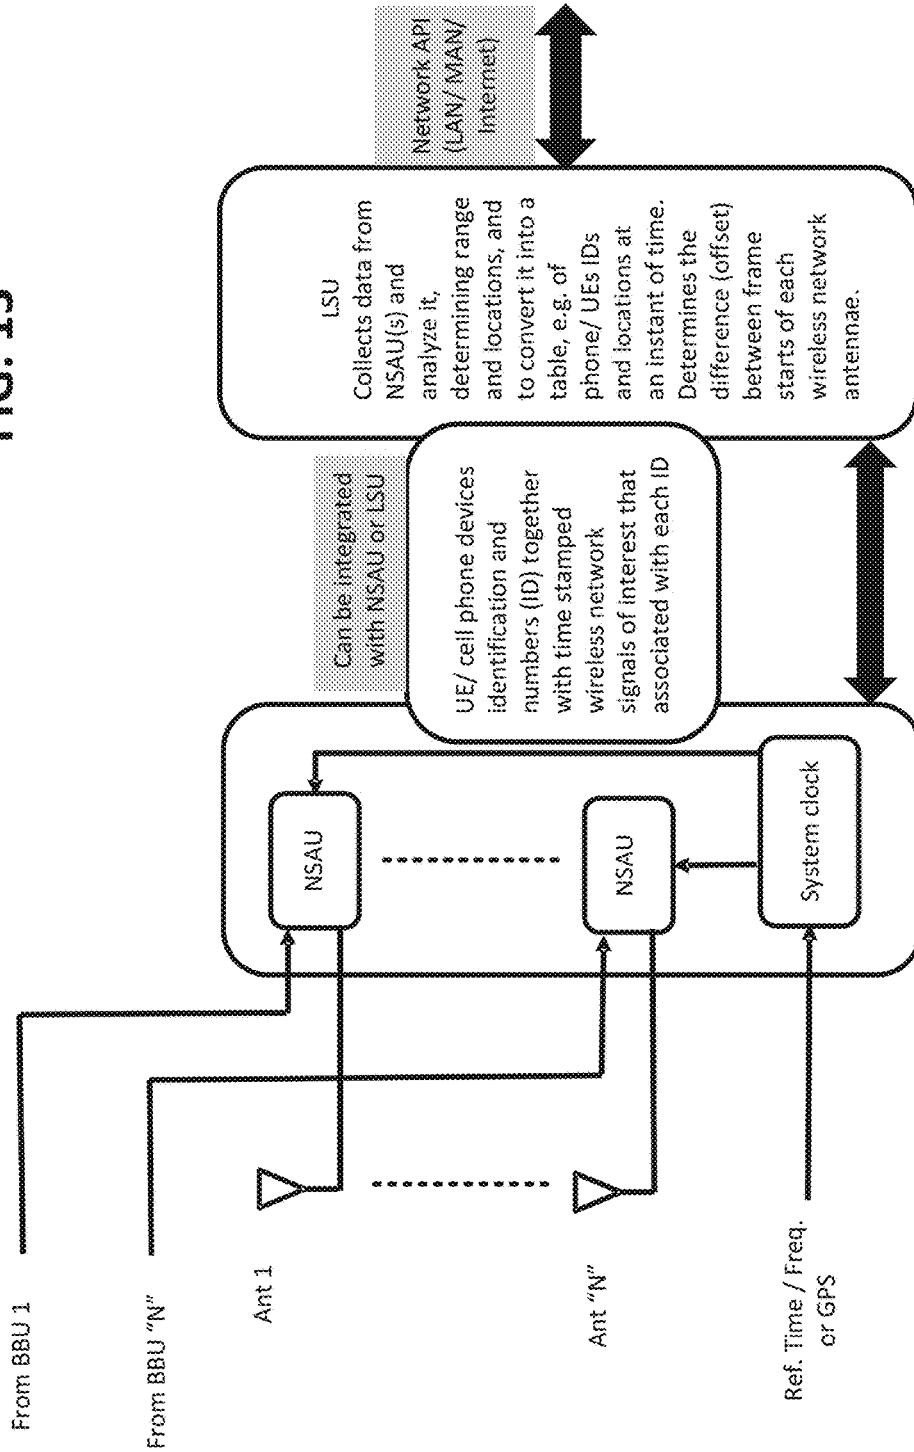 FIG. 15
From BBU 1
From BBU "N"
Ant 1
Ant "N"
Ref. Time / Freq.
or GPS
NSAU
NSAU
System clock
Can be integrated
with NSAU or LSU
UE/ cell phone devices
identification and
numbers (ID) together
with time stamped
wireless network
signals of interest that
associated with each ID
LSU
Collects data from
NSAU(s) and
analyze it,
determining range
and locations, and
to convert it into a
table, e.g. of
phone/ UEs IDs
and locations at
an instant of time.
Determines the
difference (offset)
between frame
starts of each
wireless network
antennae.
Network API
(LAN/ MAN/
Internet)